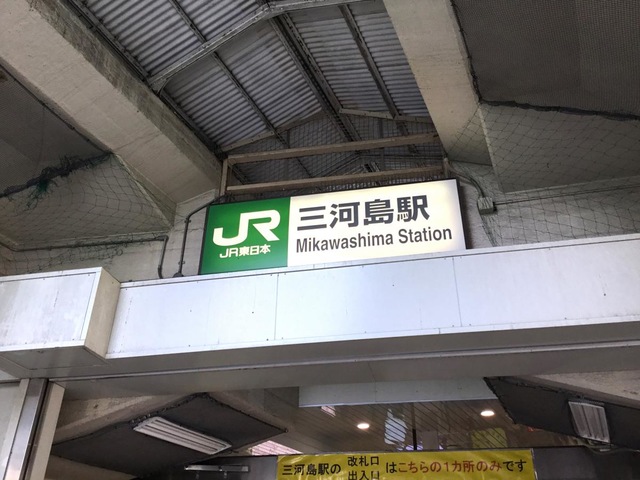 JR 三河島駅
JR東日本 Mikawashima Station
三河島駅の 改札口 出入口 はこちらの1カ所のみです